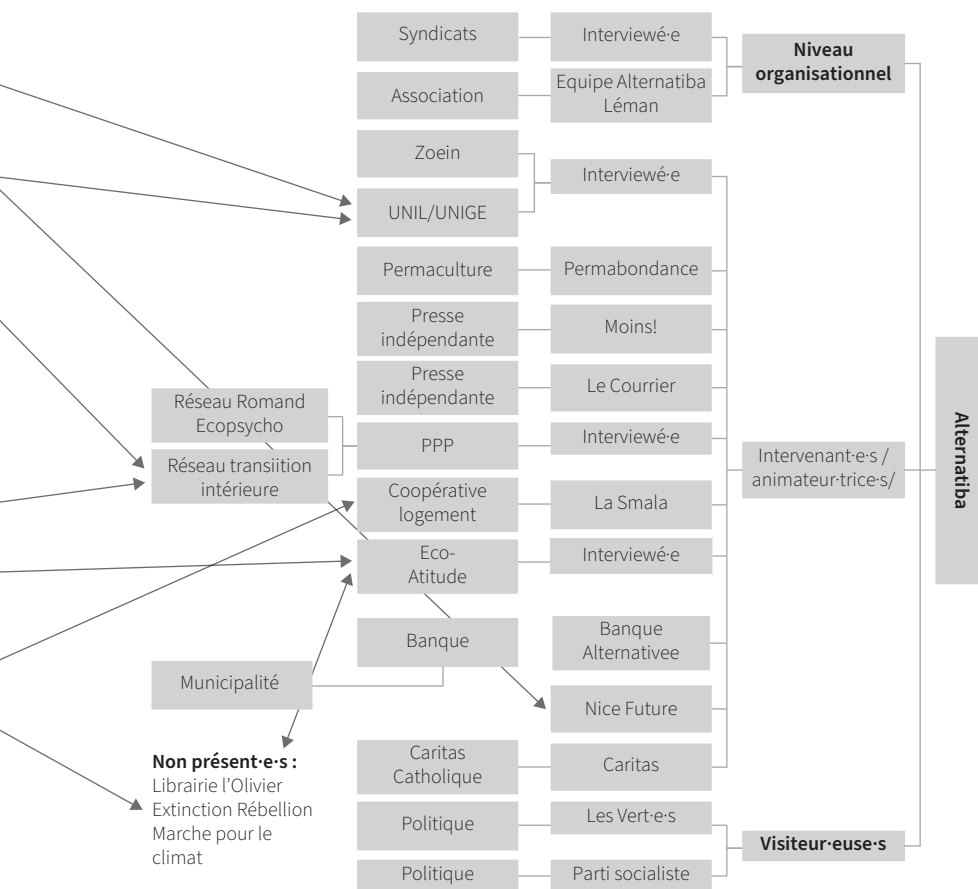 Syndicats
Interviewé·e
Niveau
organisationnel
Association
Equipe Alternatiba
Léman
Zoein
Interviewé·e
UNIL/UNIGE
Permaculture
Permabondance
Presse
indépendante
Moins!
Presse
indépendante
Le Courrier
Réseau Romand
Ecopsycho
PPP
Interviewé·e
Réseau transiition
intérieure
Intervenant·e·s /
animateur·trice·s/
Alternatiba
Coopérative
logement
La Smala
Eco-
Atitude
Interviewé·e
Banque
Banque
Alternativee
Municipalité
Nice Future
Non présent·e·s :
Librairie l’Olivier
Extinction Rébellion
Marche pour le
climat
Caritas
Catholique
Caritas
Politique
Les Vert·e·s
Visiteur·euse·s
Politique
Parti socialiste